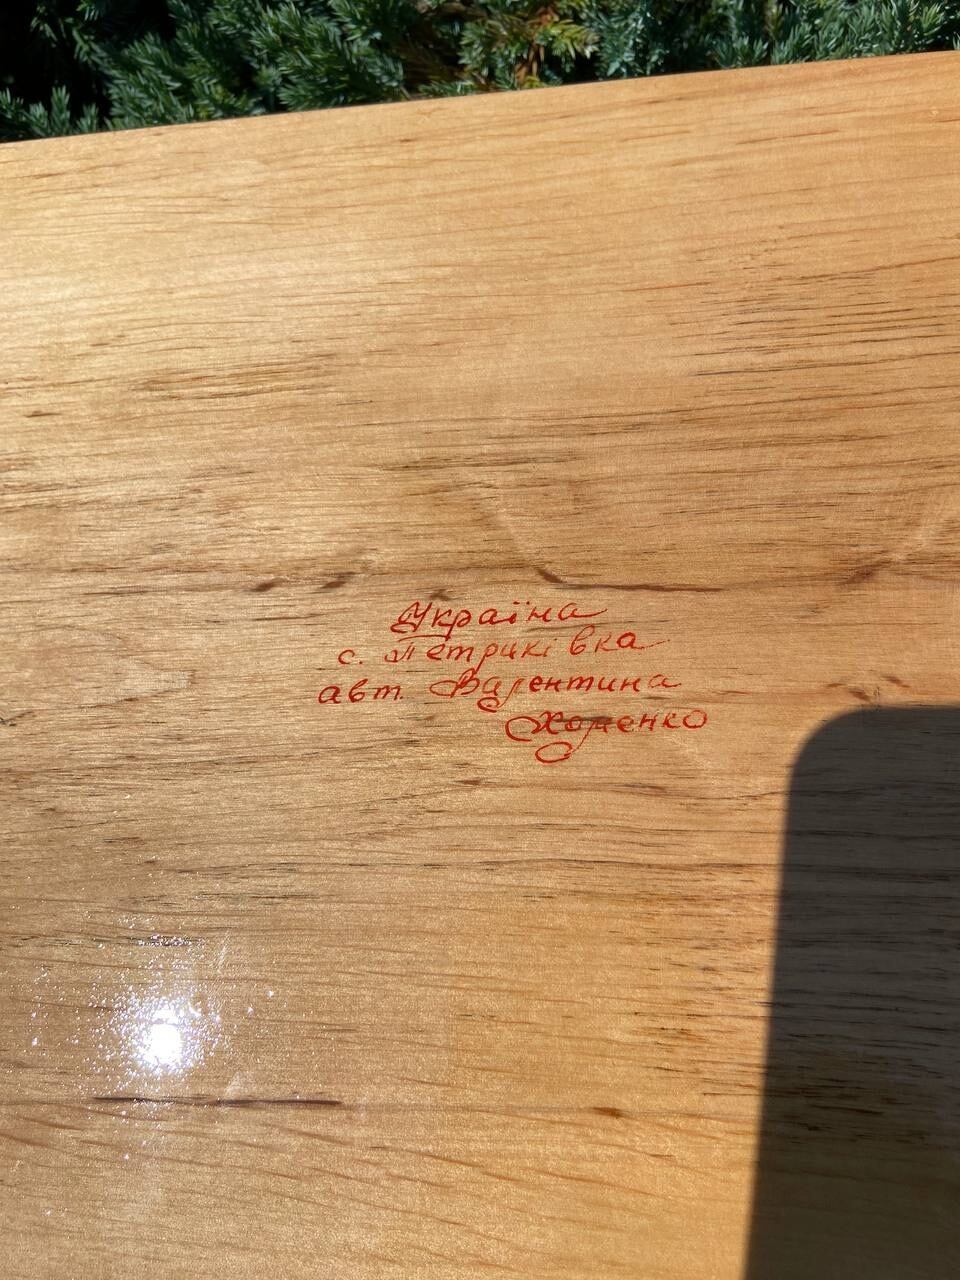 Україна
с. Петриківка
авт. Валентина
Хоменко